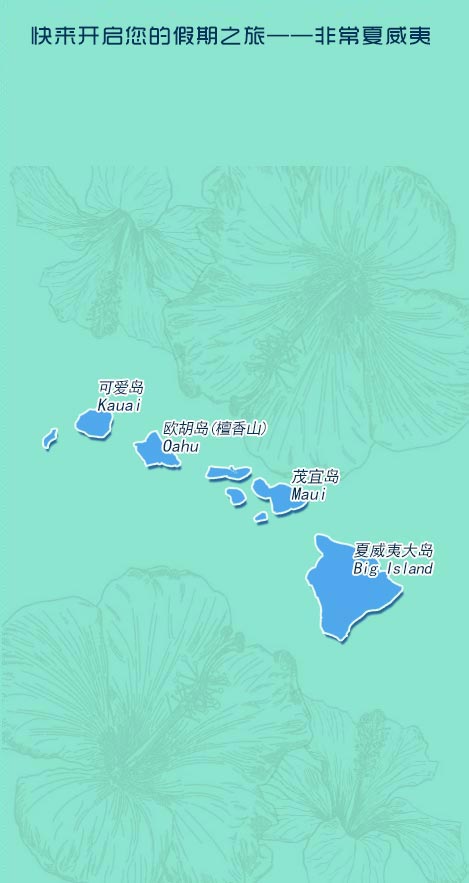 快来开启您的假期之旅——非常夏威夷
可爱岛
Kauai
欧胡岛(檀香山)
Oahu
茂宜岛
Maui
夏威夷大岛
Big Island